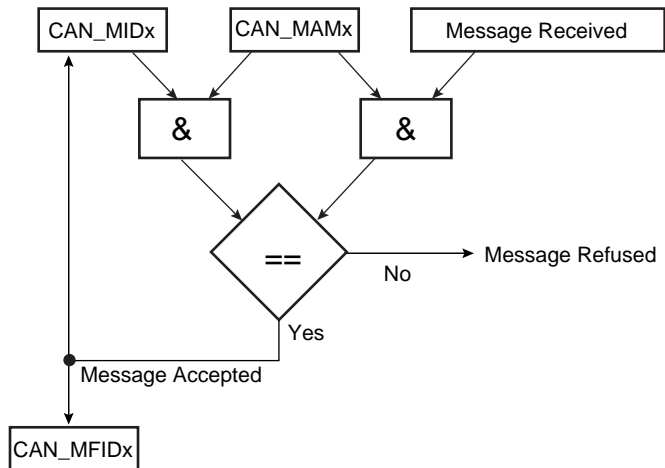 CAN_MIDx
CAN_MAMx
Message Received
&
&
==
No
Message Refused
Yes
Message Accepted
CAN_MFIDx